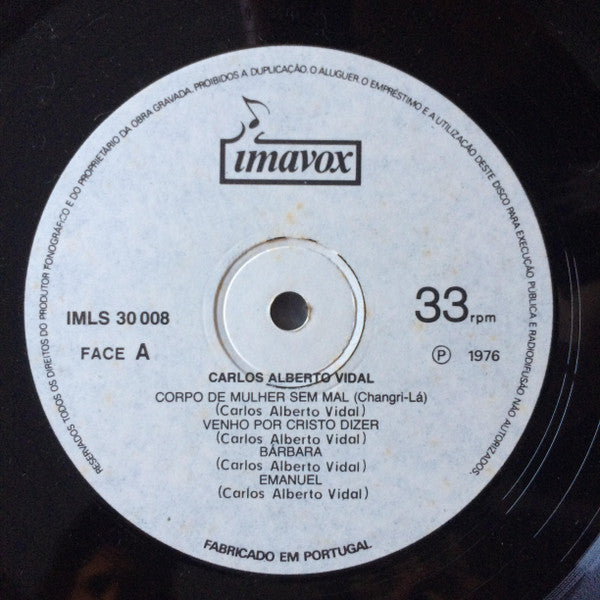 RESERVADOS TODOS OS DIREITOS DO PRODUTOR FONOGRÁFICO E DO PROPRIETÁRIO DA OBRA GRAVADA. PROIBIDOS A DUPLICAÇÃO. O ALUGUER. O EMPRÉSTIMO E A UTILIZAÇÃO DESTE DISCO PARA EXECUÇÃO PÚBLICA E RADIODIFUSÃO NÃO AUTORIZADOS.
imavox
IMLS 30 008
33 rpm
FACE A
Ⓟ 1976
CARLOS ALBERTO VIDAL
CORPO DE MULHER SEM MAL (Changri-Lá)
(Carlos Alberto Vidal)
VENHO POR CRISTO DIZER
(Carlos Alberto Vidal)
BÁRBARA
(Carlos Alberto Vidal)
EMANUEL
(Carlos Alberto Vidal)
FABRICADO EM PORTUGAL